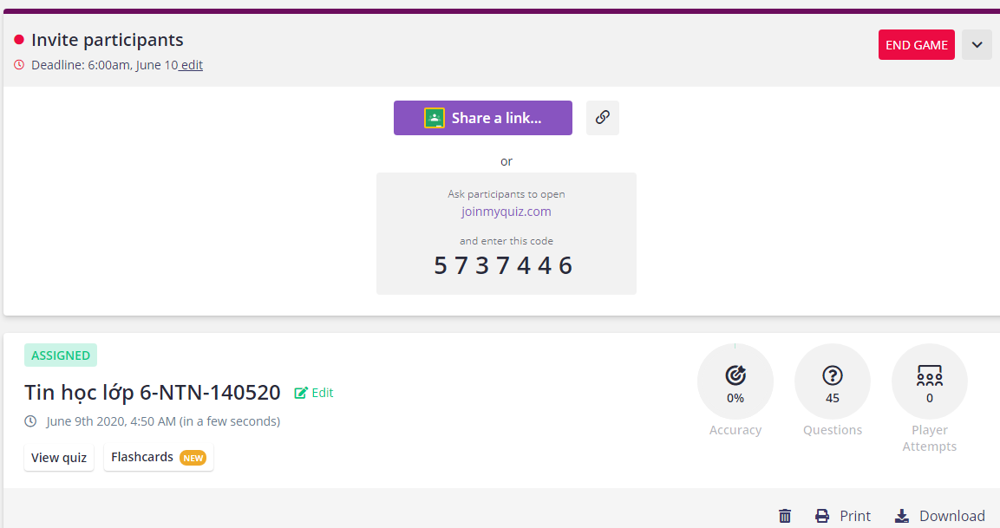 Invite participants
END GAME
Deadline: 6:00am, June 10 edit
Share a link...
or
Ask participants to open
joinmyquiz.com
and enter this code
5737446
ASSIGNED
Tin học lớp 6-NTN-140520
Edit
June 9th 2020, 4:50 AM (in a few seconds)
View quiz
Flashcards NEW
0%
Accuracy
45
Questions
0
Player
Attempts
Print
Download